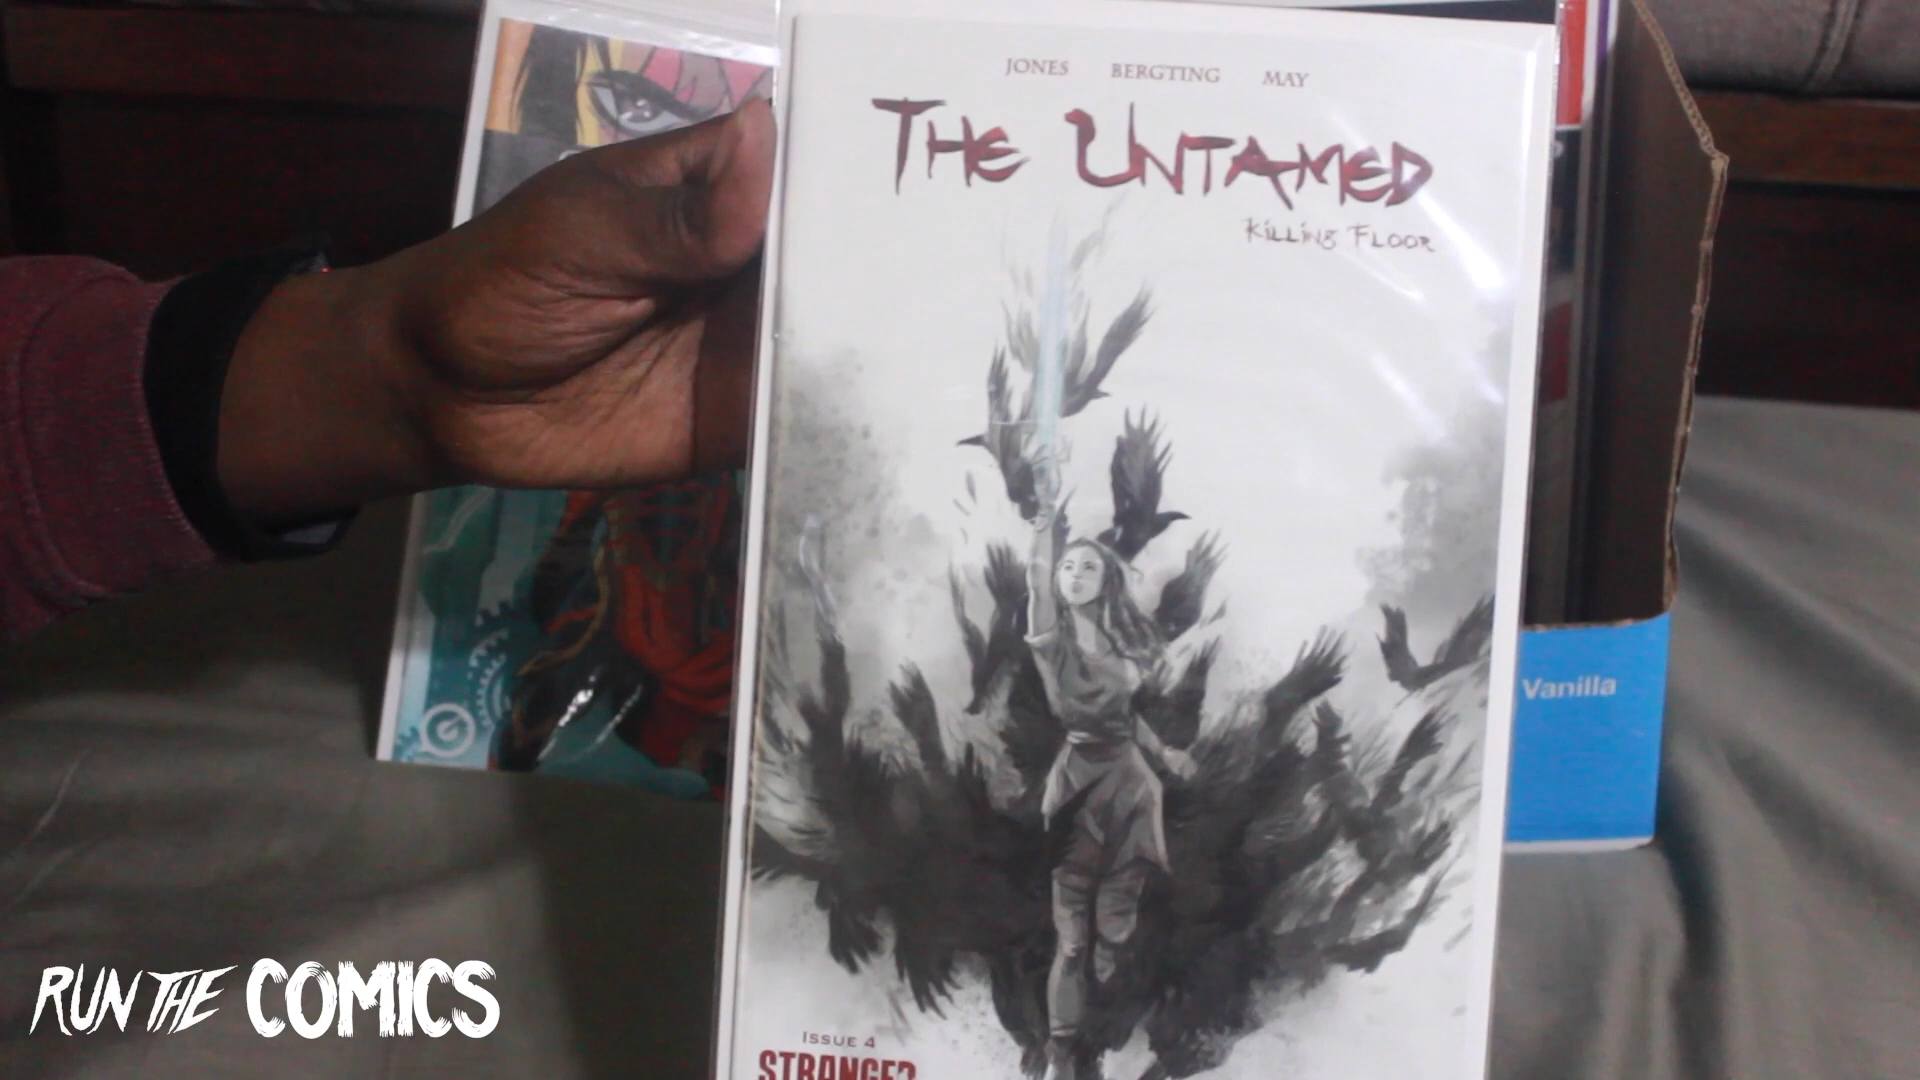 JONES BERGTING MAY
THE UNTAMED
KILLING FLOOR
Vanilla
ISSUE 4
STRANGER
RUN THE COMICS